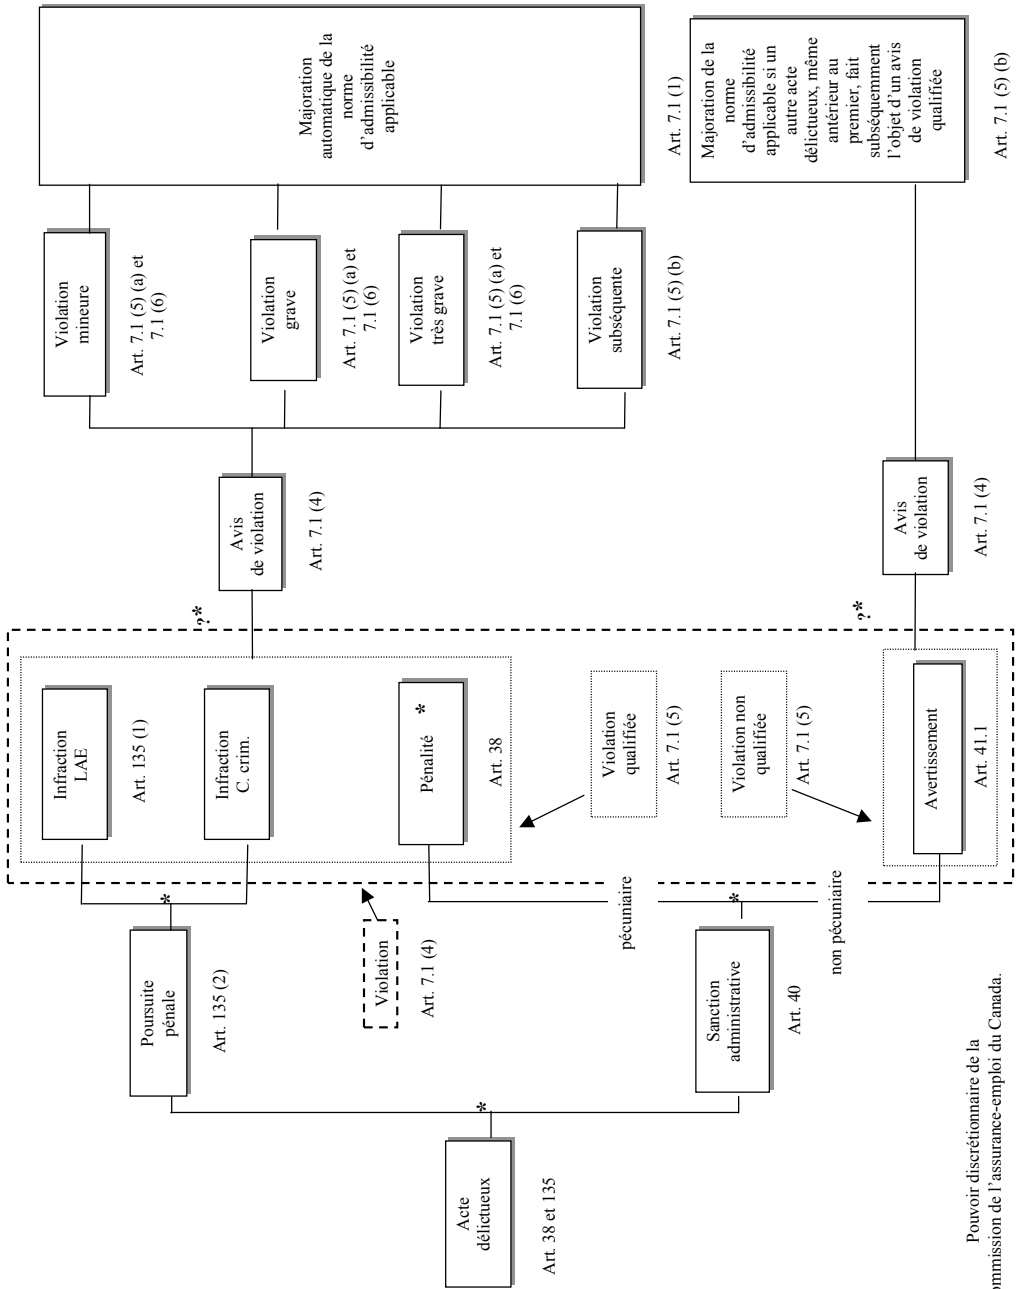 Acte
délictueux
Art. 38 et 135
*
Poursuite
pénale
Art. 135 (2)
*
Sanction
administrative
Art. 40
*
pécuniaire
non pécuniaire
Violation
Art. 7.1 (4)
Infraction
LAE
Art. 135 (1)
Infraction
C. crim.
Pénalité *
Art. 38
Violation
qualifiée
Art. 7.1 (5)
Violation non
qualifiée
Art. 7.1 (5)
Avertissement
Art. 41.1
?*
Avis
de violation
Art. 7.1 (4)
?*
Avis
de violation
Art. 7.1 (4)
Violation
mineure
Art. 7.1 (5) (a) et
7.1 (6)
Violation
grave
Art. 7.1 (5) (a) et
7.1 (6)
Violation
très grave
Art. 7.1 (5) (a) et
7.1 (6)
Violation
subséquente
Art. 7.1 (5) (b)
Majoration
automatique de la
norme
d'admissibilité
applicable
Art. 7.1 (1)
Majoration de la
norme
d'admissibilité
applicable si un
autre acte
délictueux, même
antérieur au
premier, fait
subséquemment
l'objet d'un avis
de violation
qualifiée
Art. 7.1 (5) (b)
Pouvoir discrétionnaire de la
ommission de l'assurance-emploi du Canada.